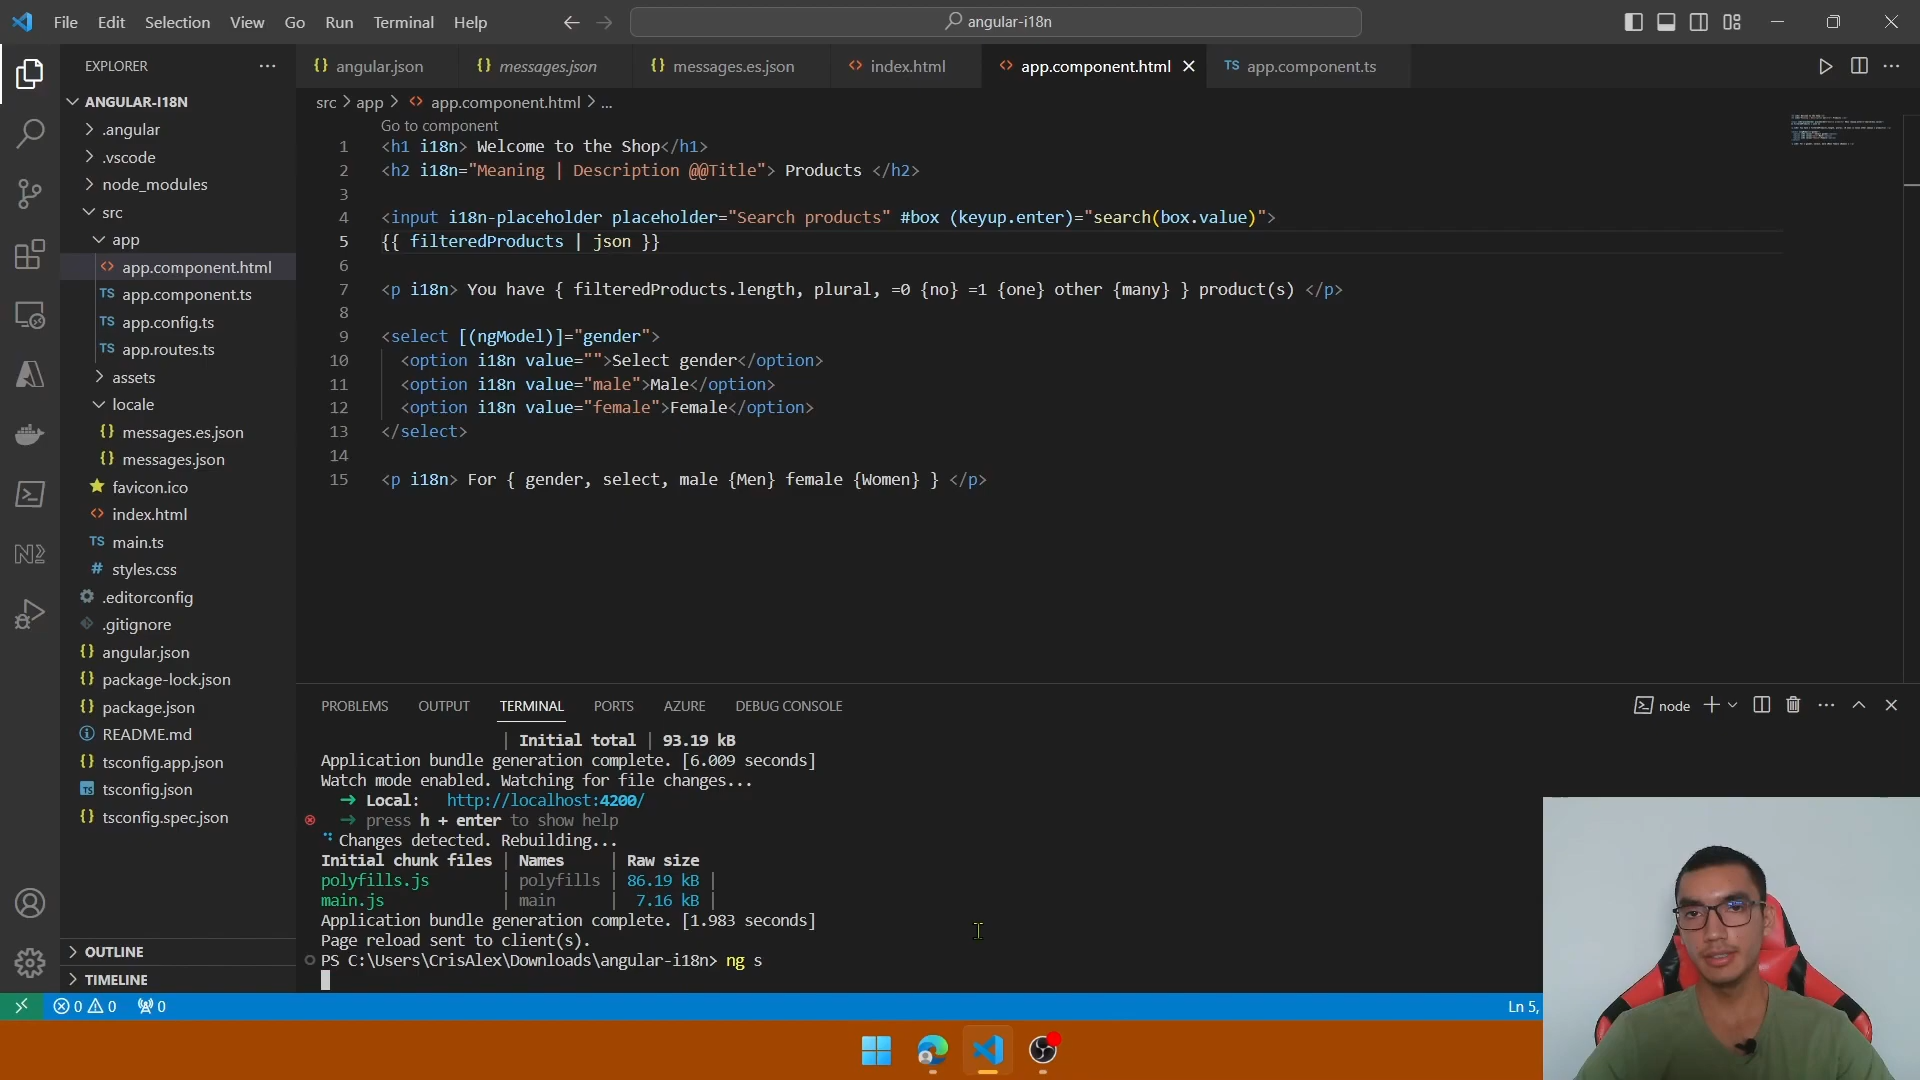 File Edit Selection View Go Run Terminal Help
angular-i18n
EXPLORER
ANGULAR-I18N
.angular
.vscode
node_modules
src
app
app.component.html
app.component.ts
app.config.ts
app.routes.ts
assets
locale
messages.es.json
messages.json
favicon.ico
index.html
main.ts
styles.css
.editorconfig
.gitignore
angular.json
package-lock.json
package.json
README.md
tsconfig.app.json
tsconfig.json
tsconfig.spec.json
OUTLINE
TIMELINE
angular.json messages.json messages.es.json index.html app.component.html TS app.component.ts
src > app > app.component.html > ...
Go to component
1 <h1 i18n> Welcome to the Shop</h1>
2 <h2 i18n="Meaning | Description @@Title"> Products </h2>
3
4 <input i18n-placeholder placeholder="Search products" #box (keyup.enter)="search(box.value)">
5 {{ filteredProducts | json }}
6
7 <p i18n> You have { filteredProducts.length, plural, =0 {no} =1 {one} other {many} } product(s) </p>
8
9 <select [(ngModel)]="gender">
10 <option i18n value="">Select gender</option>
11 <option i18n value="male">Male</option>
12 <option i18n value="female">Female</option>
13 </select>
14
15 <p i18n> For { gender, select, male {Men} female {Women} } </p>
PROBLEMS OUTPUT TERMINAL PORTS AZURE DEBUG CONSOLE
node
| Initial total | 93.19 kB
Application bundle generation complete. [6.009 seconds]
Watch mode enabled. Watching for file changes...
➜ Local: http://localhost:4200/
➜ press h + enter to show help
Changes detected. Rebuilding...
Initial chunk files | Names | Raw size
polyfills.js | polyfills | 86.19 kB |
main.js | main | 7.16 kB |
Application bundle generation complete. [1.983 seconds]
Page reload sent to client(s).
PS C:\Users\CrisAlex\Downloads\angular-i18n> ng s
0 0 0
Ln 5,